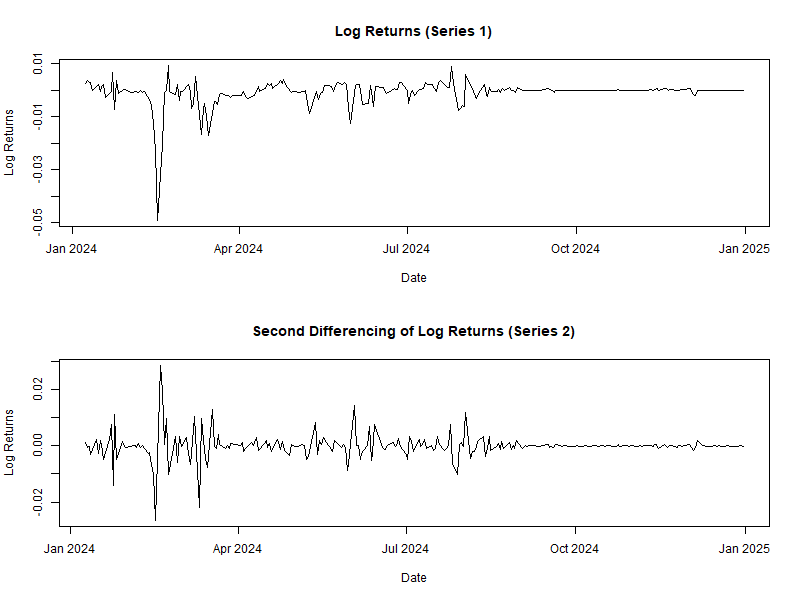 Log Returns (Series 1)
Log Returns
0.01
-0.01
-0.03
-0.05
Jan 2024 Apr 2024 Jul 2024 Oct 2024 Jan 2025
Date
Second Differencing of Log Returns (Series 2)
Log Returns
0.02
0.00
-0.02
Jan 2024 Apr 2024 Jul 2024 Oct 2024 Jan 2025
Date